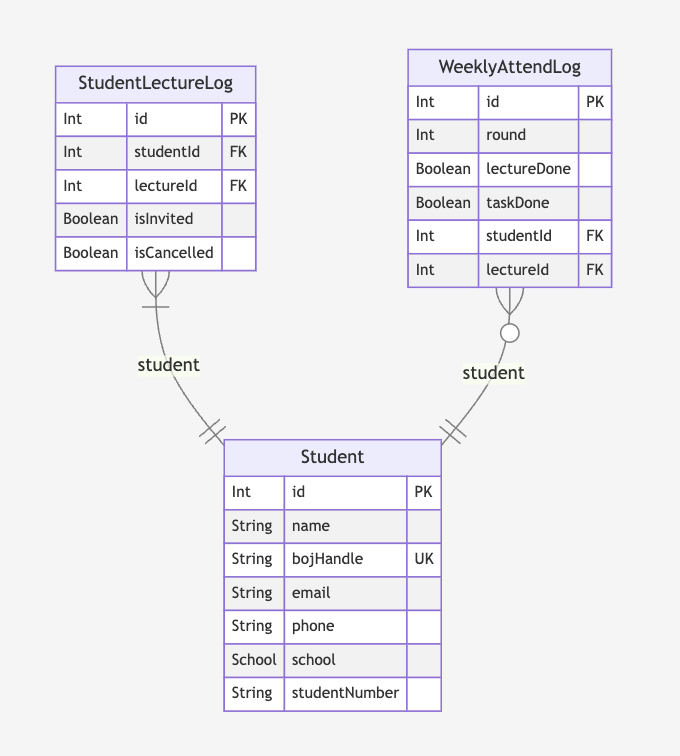 StudentLectureLog
Int id PK
Int studentId FK
Int lectureId FK
Boolean isInvited
Boolean isCancelled
WeeklyAttendLog
Int id PK
Int round
Boolean lectureDone
Boolean taskDone
Int studentId FK
Int lectureId FK
student
student
Student
Int id PK
String name
String bojHandle UK
String email
String phone
School school
String studentNumber